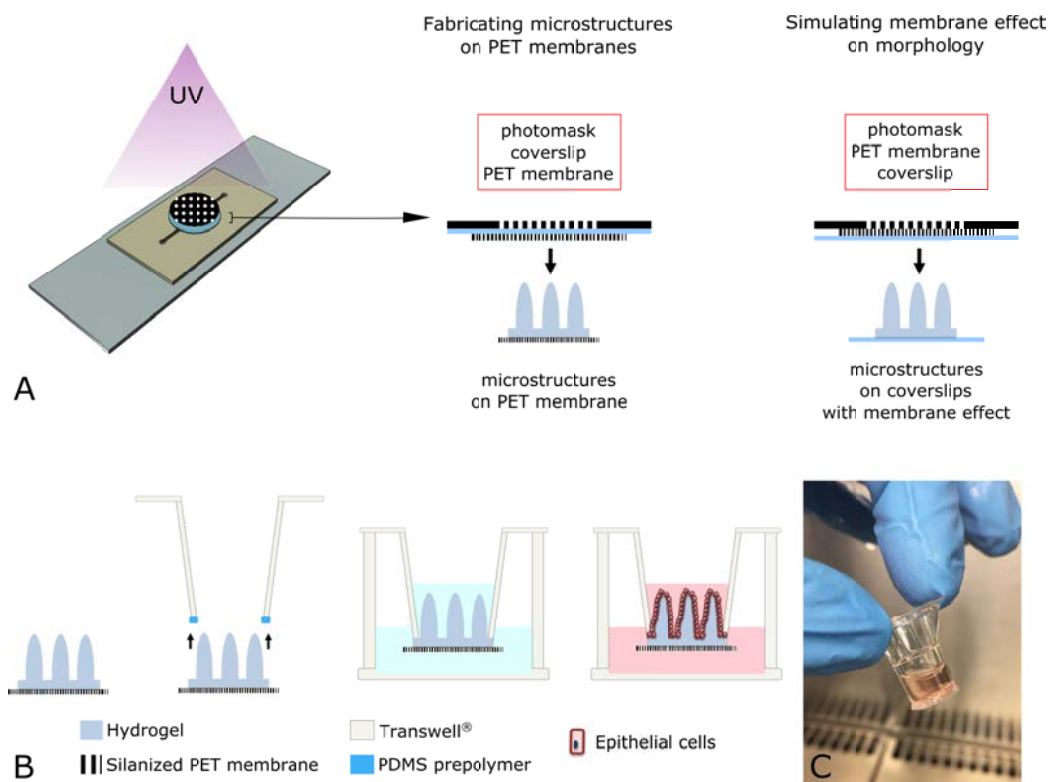 UV
Fabricating microstructures
on PET membranes
photomask
coverslip
PET membrane
microstructures
on PET membrane
Simulating membrane effect
on morphology
photomask
PET membrane
coverslip
microstructures
on coverslips
with membrane effect
A
Hydrogel
Silanized PET membrane
Transwell®
PDMS prepolymer
Epithelial cells
B
C